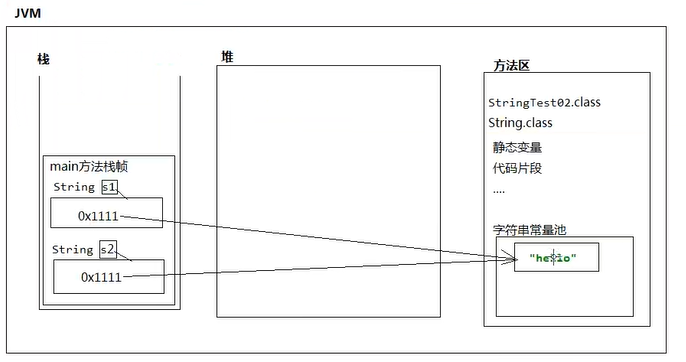 JVM
栈
堆
方法区
StringTest02.class
String.class
静态变量
代码片段
....
main方法栈帧
String s1
0x1111
String s2
0x1111
字符串常量池
"hello"